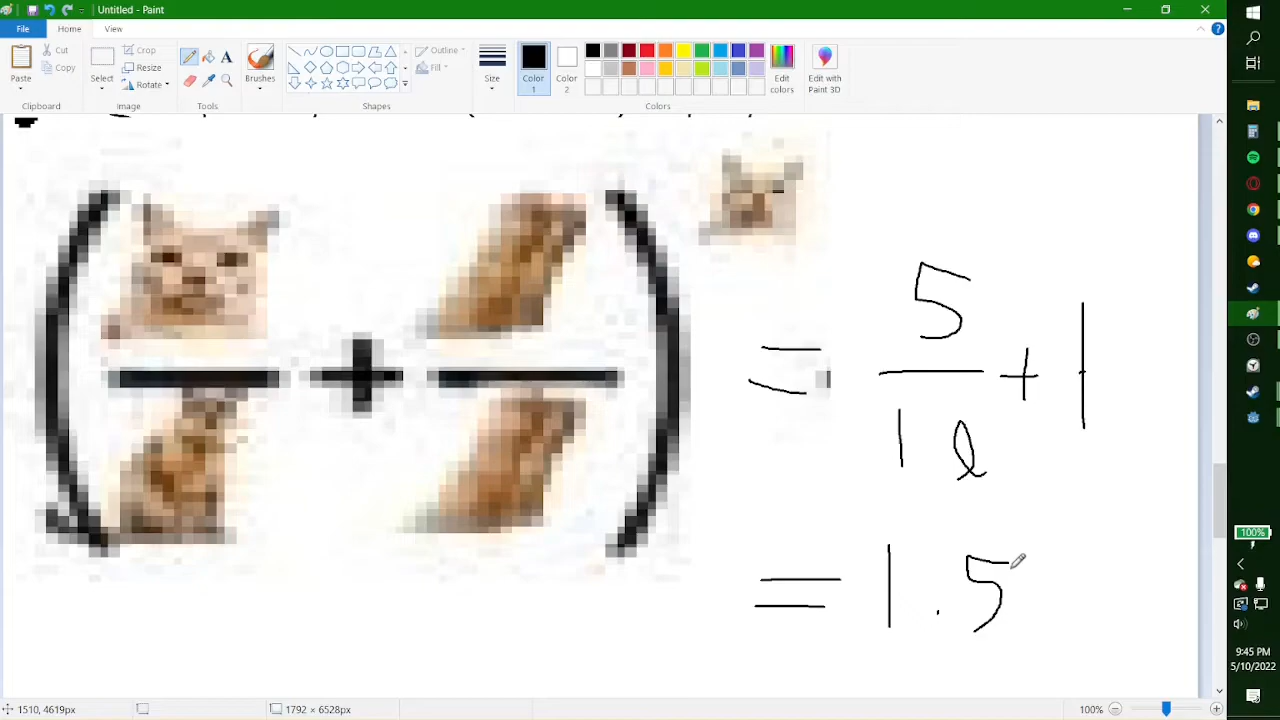 Untitled - Paint
File Home View
Paste
Cut
Copy
Clipboard
Select
Crop
Resize
Rotate
Image
A
Tools
Brushes
Shapes
Outline
Fill
Size
Color 1
Color 2
Edit colors
Colors
Edit with Paint 3D
+
= 5
1 + 1
= 1.5
1510, 4619px
1792 × 6528px
100%
100%
9:45 PM
5/10/2022